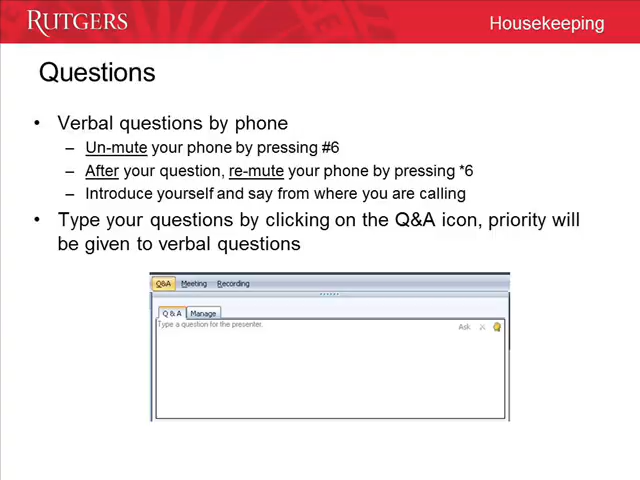 RUTGERS
Housekeeping
Questions
• Verbal questions by phone
– Un-mute your phone by pressing #6
– After your question, re-mute your phone by pressing *6
– Introduce yourself and say from where you are calling
• Type your questions by clicking on the Q&A icon, priority will
be given to verbal questions
Q&A Meeting Recording
Q & A Manage
Type a question for the presenter.
Ask